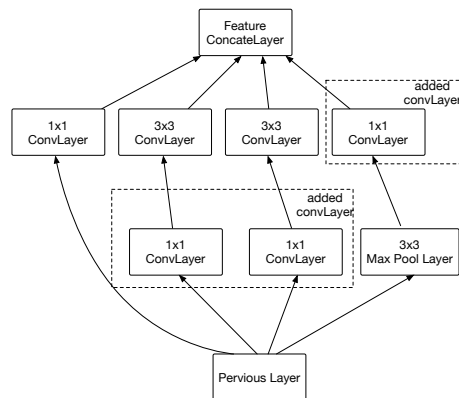 Feature
ConcateLayer
added
convLayer
1x1
ConvLayer
3x3
ConvLayer
3x3
ConvLayer
1x1
ConvLayer
added
convLayer
1x1
ConvLayer
1x1
ConvLayer
3x3
Max Pool Layer
Pervious Layer